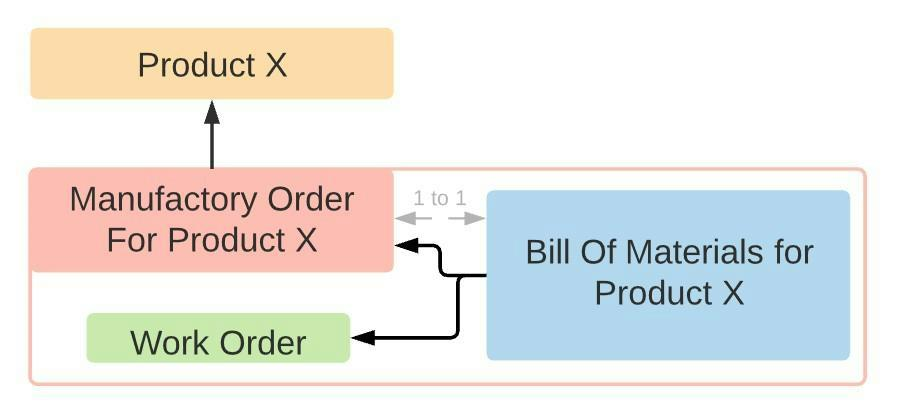 Product X
Manufactory Order
For Product X
1 to 1
Bill Of Materials for
Product X
Work Order